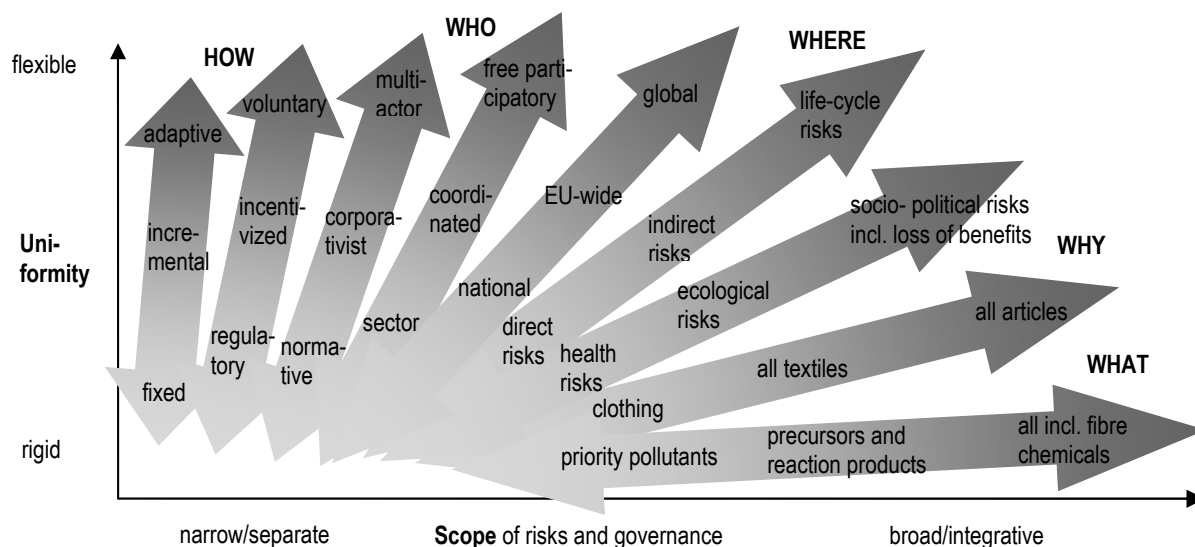 flexible
Uni-
formity
rigid
HOW
WHO
WHERE
WHY
WHAT
adaptive
incre-
mental
fixed
voluntary
incenti-
vized
regula-
tory
multi-
actor
corpora-
tivist
norma-
tive
free parti-
cipatory
coordi-
nated
sector
global
EU-wide
national
life-cycle
risks
indirect
risks
direct
risks
socio- political risks
incl. loss of benefits
ecological
risks
health
risks
all articles
all textiles
clothing
all incl. fibre
chemicals
precursors and
reaction products
priority pollutants
narrow/separate
Scope of risks and governance
broad/integrative